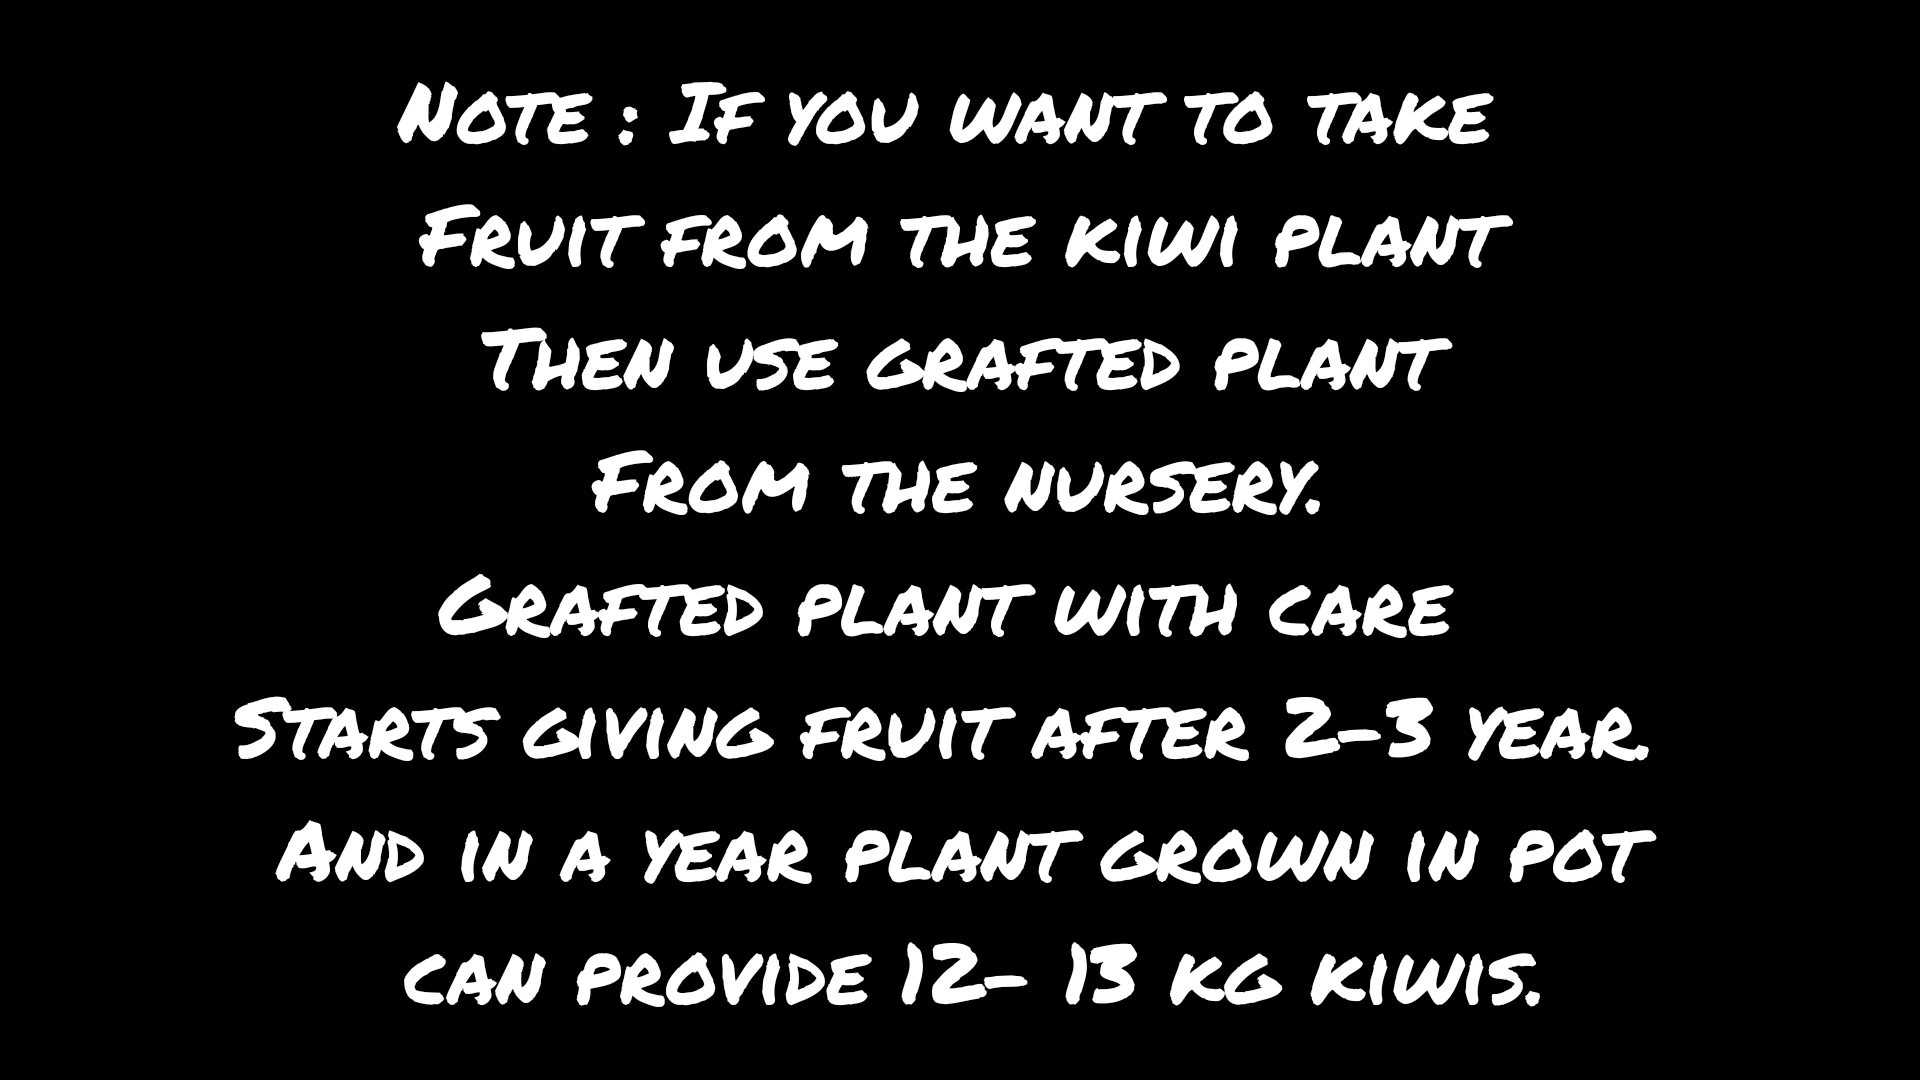 Note : If you want to take
Fruit from the kiwi plant
Then use grafted plant
From the nursery.
Grafted plant with care
Starts giving fruit after 2-3 year.
And in a year plant grown in pot
can provide 12- 13 kg kiwis.